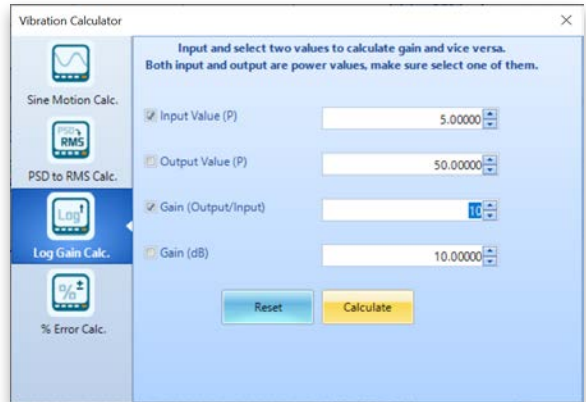 Vibration Calculator
Input and select two values to calculate gain and vice versa.
Both input and output are power values, make sure select one of them.
Sine Motion Calc.
PSD
RMS
PSD to RMS Calc.
Log
Log Gain Calc.
%±
% Error Calc.
Input Value (P)
5.00000
Output Value (P)
50.00000
Gain (Output/Input)
10
Gain (dB)
10.00000
Reset
Calculate